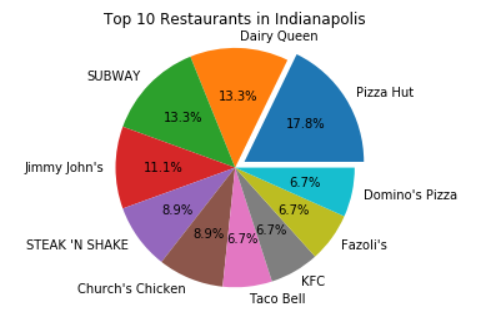 Top 10 Restaurants in Indianapolis
Dairy Queen
SUBWAY
Pizza Hut
13.3%
13.3%
17.8%
Jimmy John's
11.1%
6.7%
Domino's Pizza
8.9%
6.7%
STEAK 'N SHAKE
8.9%
6.7%
6.7%
Fazoli's
Church's Chicken
KFC
Taco Bell